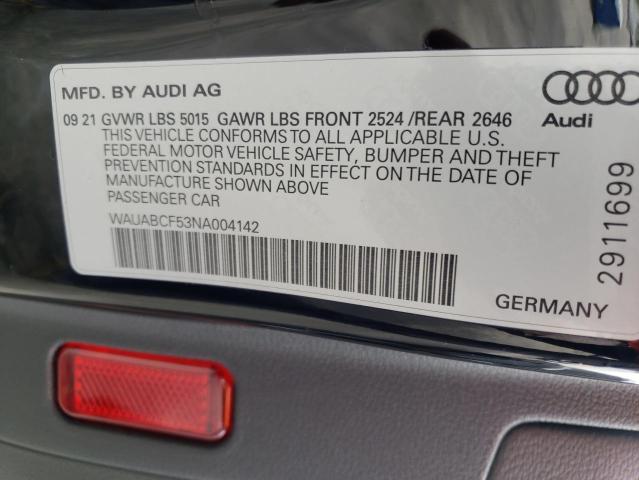 MFD. BY AUDI AG
09 21 GVWR LBS 5015 GAWR LBS FRONT 2524 /REAR 2646
THIS VEHICLE CONFORMS TO ALL APPLICABLE U.S.
FEDERAL MOTOR VEHICLE SAFETY, BUMPER AND THEFT
PREVENTION STANDARDS IN EFFECT ON THE DATE OF
MANUFACTURE SHOWN ABOVE
PASSENGER CAR
WAUABCF53NA004142
Audi
2911699
GERMANY